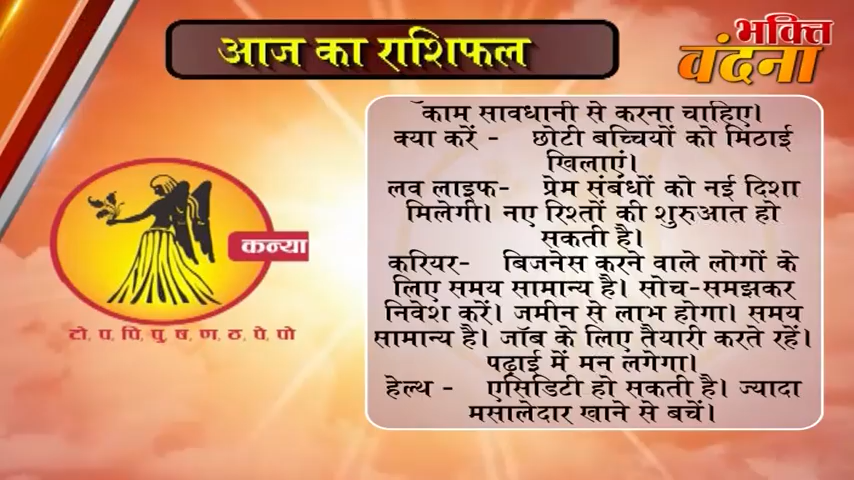 आज का राशिफल
भक्ति
वंदना
काम सावधानी से करना चाहिए।
क्या करें - छोटी बच्चियों को मिठाई
खिलाएं।
लव लाइफ- प्रेम संबंधों को नई दिशा
मिलेगी। नए रिश्तों की शुरुआत हो
सकती है।
करियर- बिजनेस करने वाले लोगों के
लिए समय सामान्य है। सोच-समझकर
निवेश करें। जमीन से लाभ होगा। समय
सामान्य है। जॉब के लिए तैयारी करते रहें।
पढ़ाई में मन लगेगा।
हेल्थ - एसिडिटी हो सकती है। ज्यादा
मसालेदार खाने से बचें।
कन्या
टो, प, पि, पु, ष, ण, ठ, पे, पो